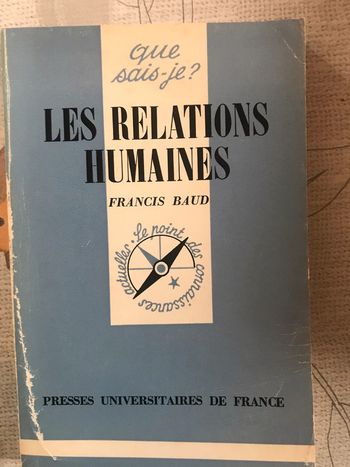 que
sais-je?
LES RELATIONS
HUMAINES
FRANCIS BAUD
Le point des connaissances actuelles
PRESSES UNIVERSITAIRES DE FRANCE